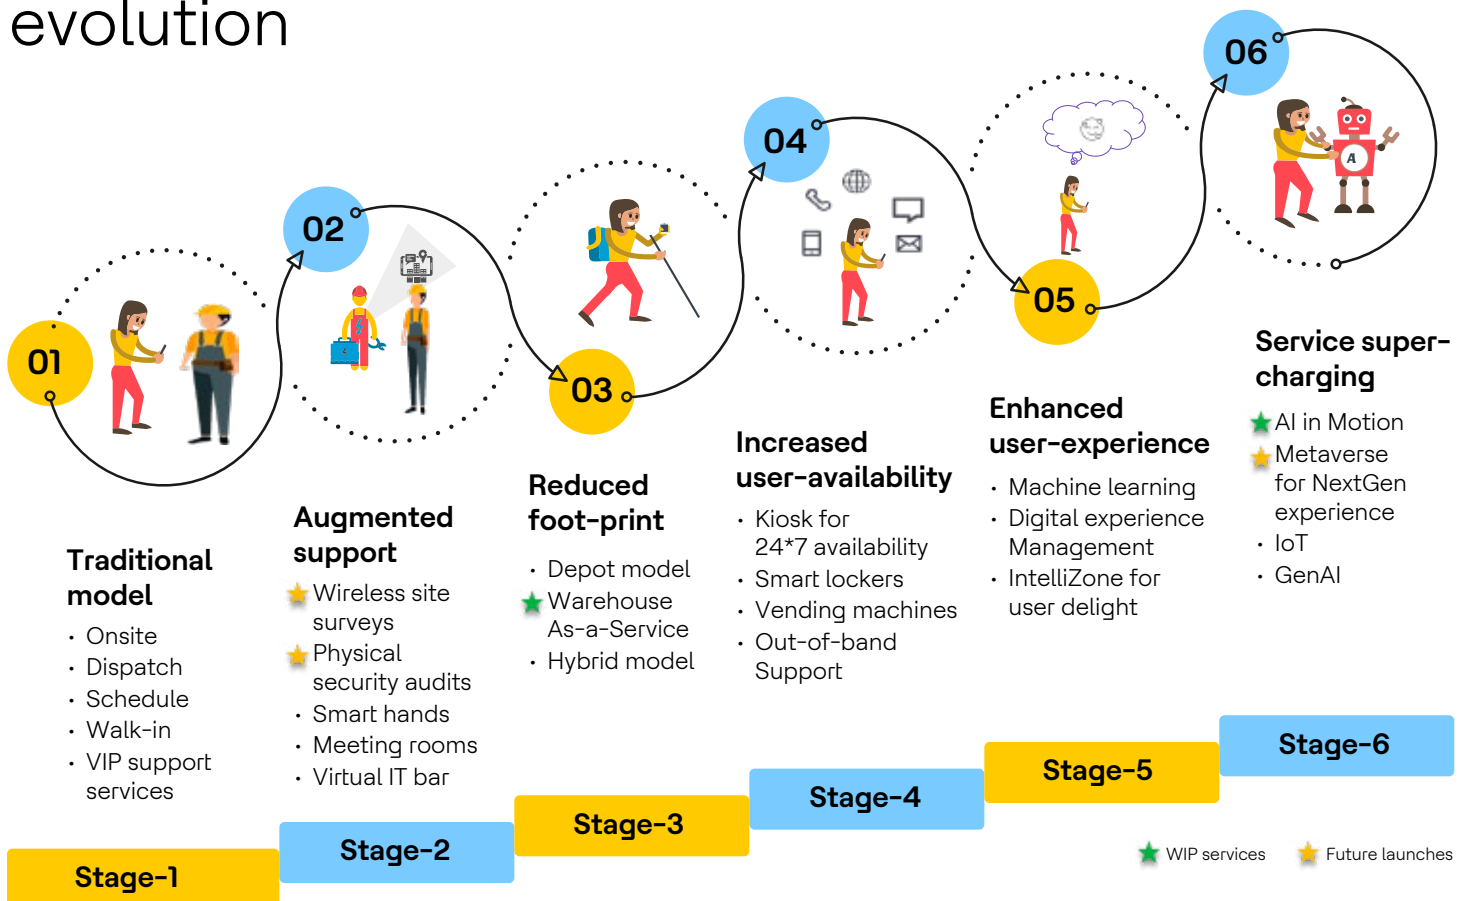 evolution
01
Traditional
model
• Onsite
• Dispatch
• Schedule
• Walk-in
• VIP support
services
Stage-1
02
Augmented
support
Wireless site
surveys
Physical
security audits
• Smart hands
• Meeting rooms
• Virtual IT bar
Stage-2
03
Reduced
foot-print
• Depot model
Warehouse
As-a-Service
• Hybrid model
Stage-3
04
Increased
user-availability
• Kiosk for
24*7 availability
• Smart lockers
• Vending machines
• Out-of-band
Support
Stage-4
05
Enhanced
user-experience
• Machine learning
• Digital experience
Management
• IntelliZone for
user delight
Stage-5
06
A
Service super-
charging
AI in Motion
Metaverse
for NextGen
experience
• IoT
• GenAI
Stage-6
WIP services
Future launches